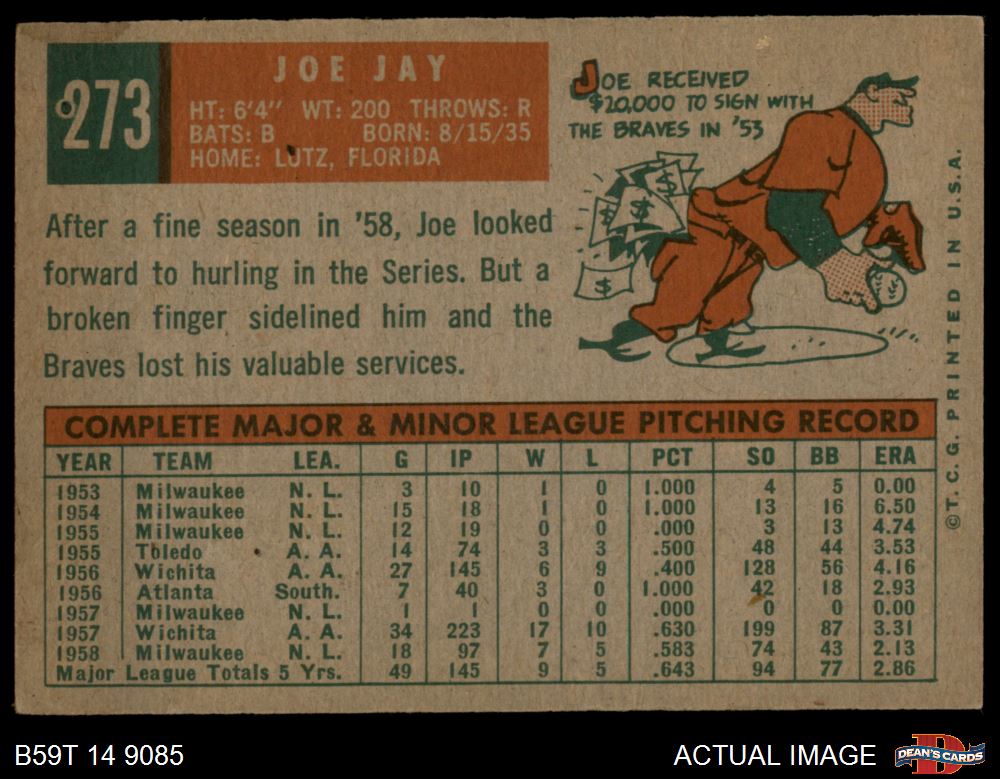 273
JOE JAY
HT: 6'4" WT: 200 THROWS: R
BATS: B BORN: 8/15/35
HOME: LUTZ, FLORIDA
JOE RECEIVED
$20,000 TO SIGN WITH
THE BRAVES IN '53
$
$
$
$
After a fine season in '58, Joe looked
forward to hurling in the Series. But a
broken finger sidelined him and the
Braves lost his valuable services.
©T. C. G. PRINTED IN U.S.A.
COMPLETE MAJOR & MINOR LEAGUE PITCHING RECORD
YEAR TEAM LEA. G IP W L PCT SO BB ERA
1953 Milwaukee N. L. 3 10 1 0 1.000 4 5 0.00
1954 Milwaukee N. L. 15 18 1 0 1.000 13 16 6.50
1955 Milwaukee N. L. 12 19 0 0 .000 3 13 4.74
1955 Toledo A. A. 14 74 3 3 .500 48 44 3.53
1956 Wichita A. A. 27 145 6 9 .400 128 56 4.16
1956 Atlanta South. 7 40 3 0 1.000 42 18 2.93
1957 Milwaukee N. L. 1 1 0 0 .000 0 0 0.00
1957 Wichita A. A. 34 223 17 10 .630 199 87 3.31
1958 Milwaukee N. L. 18 97 7 5 .583 74 43 2.13
Major League Totals 5 Yrs. 49 145 9 5 .643 94 77 2.86
B59T 14 9085
ACTUAL IMAGE
D
DEAN'S CARDS